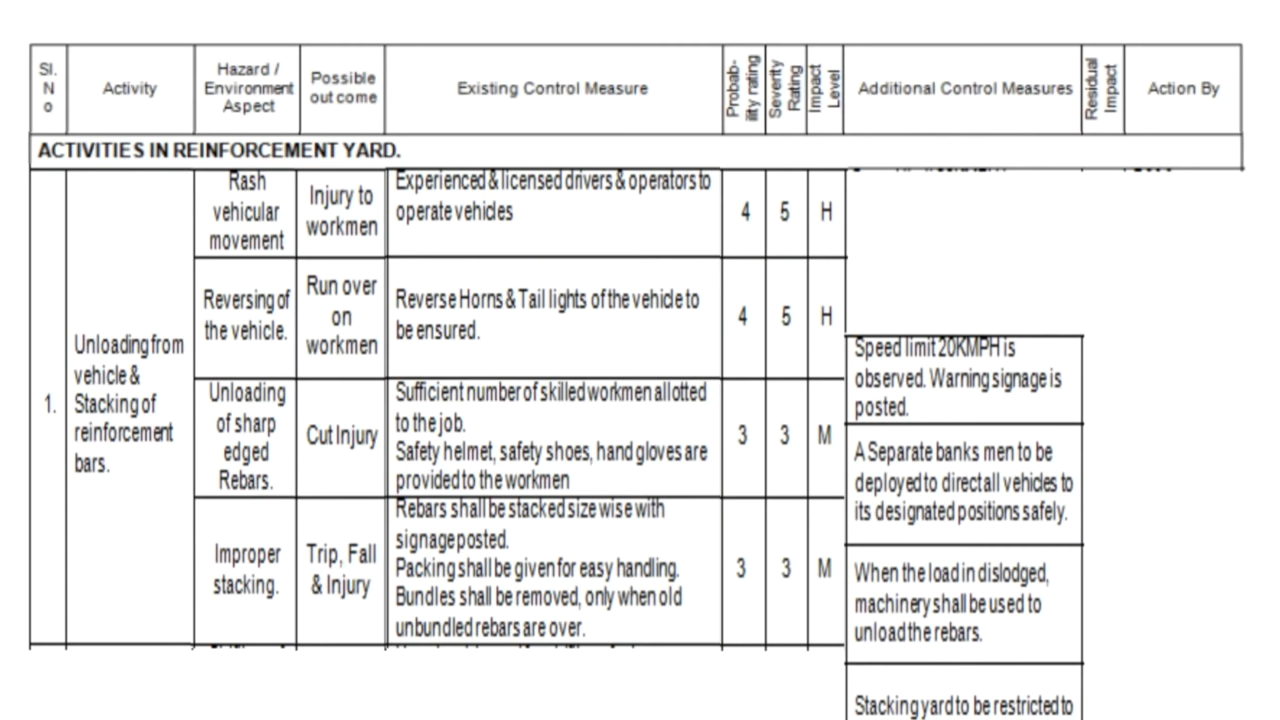 Sl.
N
o
Activity
Hazard /
Environment
Aspect
Possible
out come
Existing Control Measure
Probab-
ility rating
Severity
Rating
Impact
Level
Additional Control Measures
Residual
Impact
Action By
ACTIVITIES IN REINFORCEMENT YARD.
1.
Unloading from
vehicle &
Stacking of
reinforcement
bars.
Rash
vehicular
movement
Injury to
workmen
Experienced & licensed drivers & operators to
operate vehicles
4
5
H
Reversing of
the vehicle.
Run over
on
workmen
Reverse Horns & Tail lights of the vehicle to
be ensured.
4
5
H
Unloading
of sharp
edged
Rebars.
Cut Injury
Sufficient number of skilled workmen allotted
to the job.
Safety helmet, safety shoes, hand gloves are
provided to the workmen
3
3
M
Improper
stacking.
Trip, Fall
& Injury
Rebars shall be stacked size wise with
signage posted.
Packing shall be given for easy handling.
Bundles shall be removed, only when old
unbundled rebars are over.
3
3
M
Speed limit 20KMPH is
observed. Warning signage is
posted.
A Separate banks men to be
deployed to direct all vehicles to
its designated positions safely.
When the load in dislodged,
machinery shall be used to
unload the rebars.
Stacking yard to be restricted to